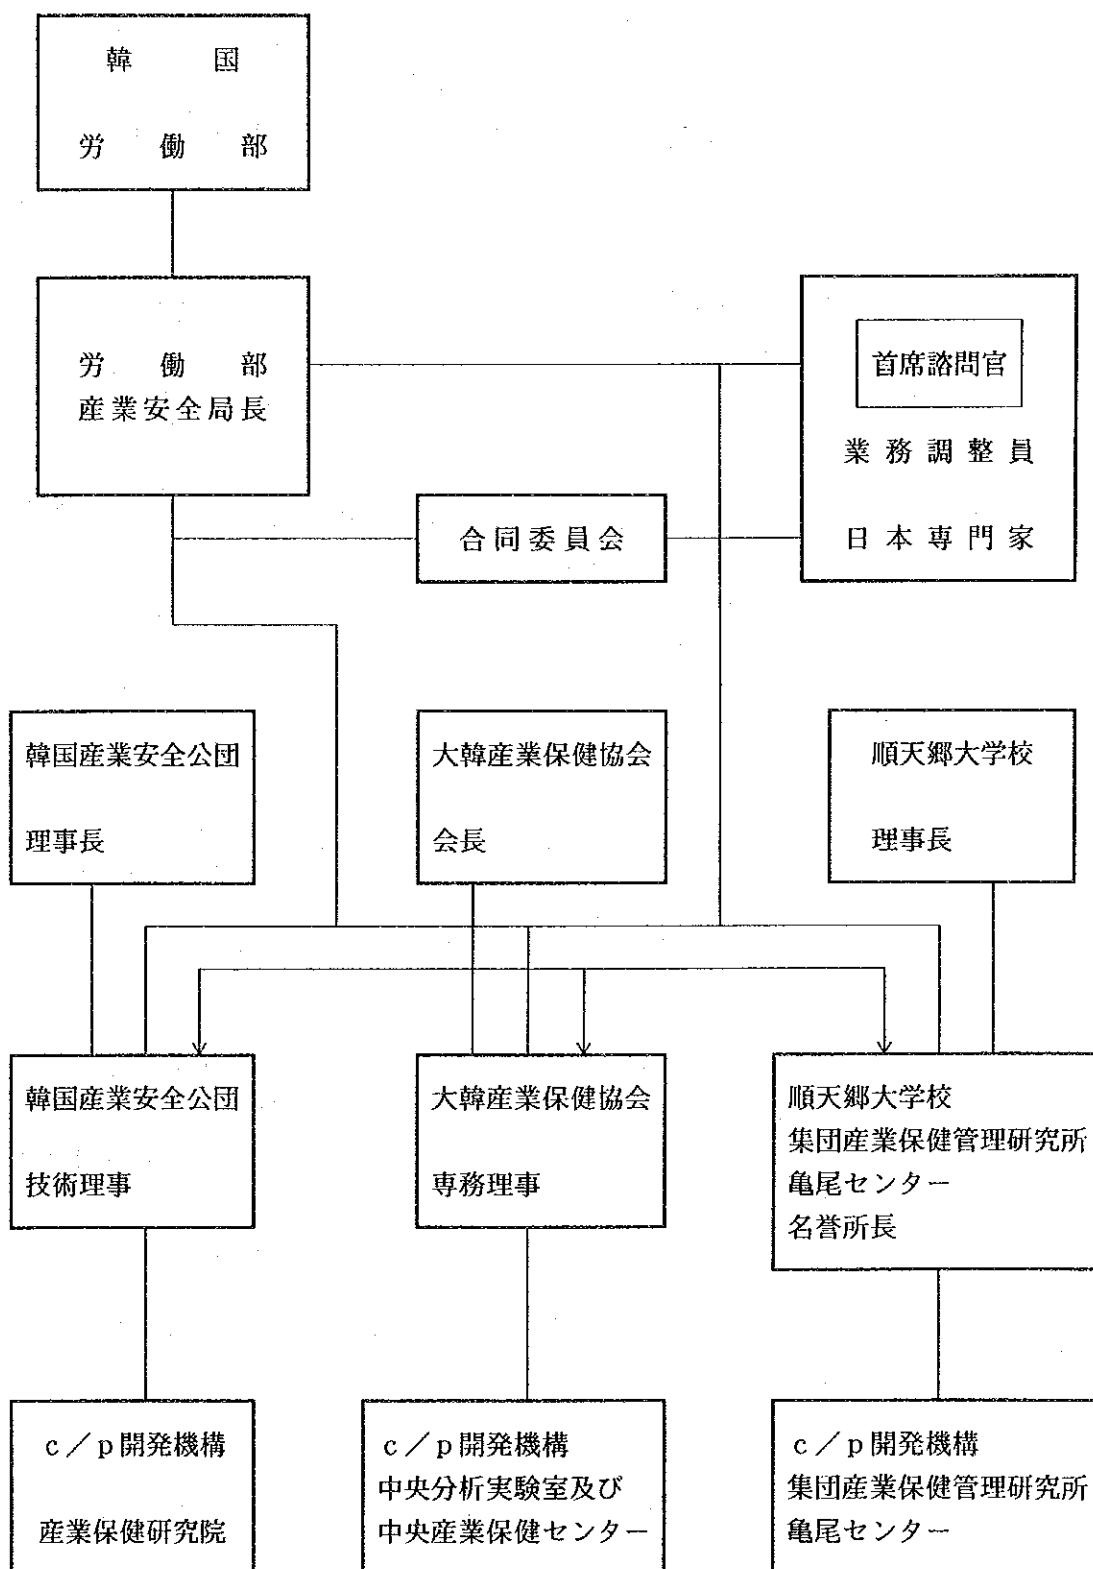 韓国
労働部
労働部
産業安全局長
首席諮問官
業務調整員
日本専門家
合同委員会
韓国産業安全公団
理事長
大韓産業保健協会
会長
順天郷大学校
理事長
韓国産業安全公団
技術理事
大韓産業保健協会
専務理事
順天郷大学校
集団産業保健管理研究所
亀尾センター
名誉所長
c／p開発機構
産業保健研究院
c／p開発機構
中央分析実験室及び
中央産業保健センター
c／p開発機構
集団産業保健管理研究所
亀尾センター